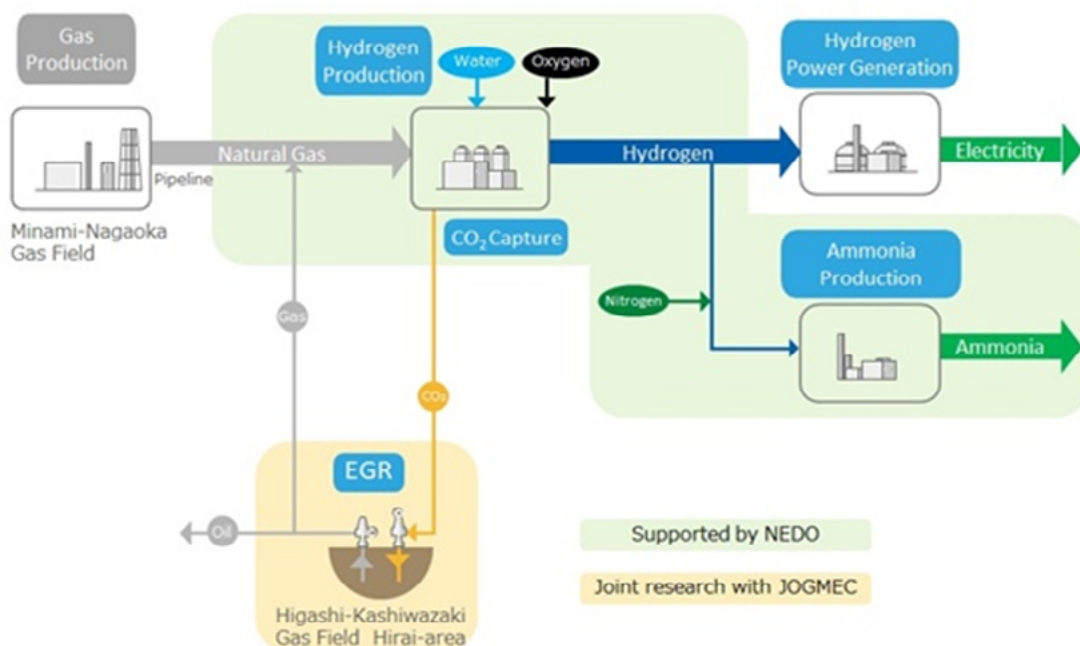 Gas
Production
Hydrogen
Production
Water
Oxygen
Hydrogen
Power Generation
Natural Gas
Pipeline
Hydrogen
Electricity
Minami-Nagaoka
Gas Field
CO₂ Capture
Ammonia
Production
Nitrogen
Gas
Ammonia
CO₂
EGR
Oil
Supported by NEDO
Joint research with JOGMEC
Higashi-Kashiwazaki
Gas Field Hirai-area